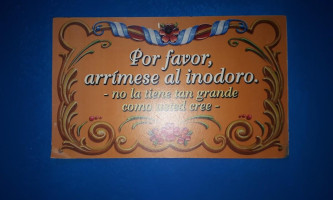 Por favor,
arrímese al inodoro.
- no la tiene tan grande
como usted cree -